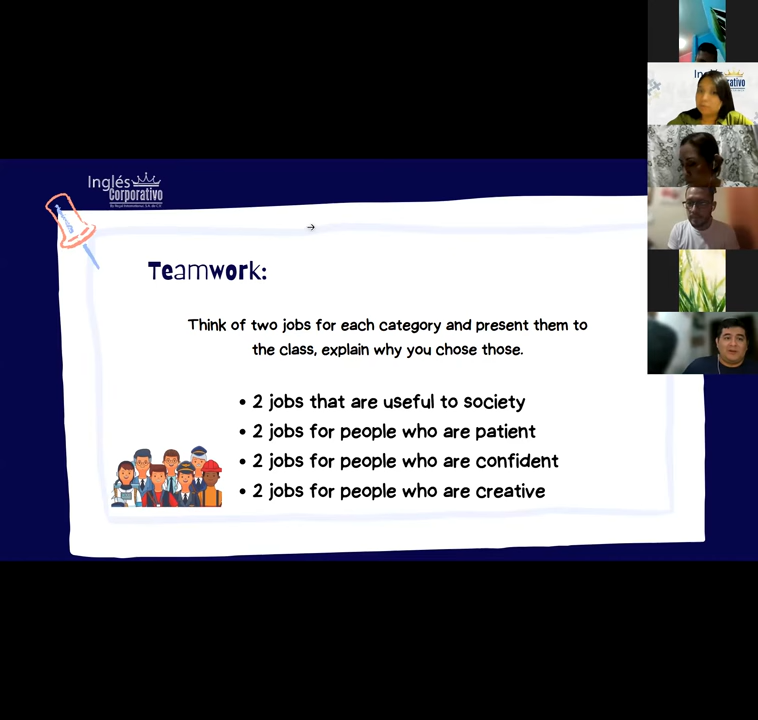 Inglés
Corporativo
Teamwork:
Think of two jobs for each category and present them to
the class, explain why you chose those.
• 2 jobs that are useful to society
• 2 jobs for people who are patient
• 2 jobs for people who are confident
• 2 jobs for people who are creative